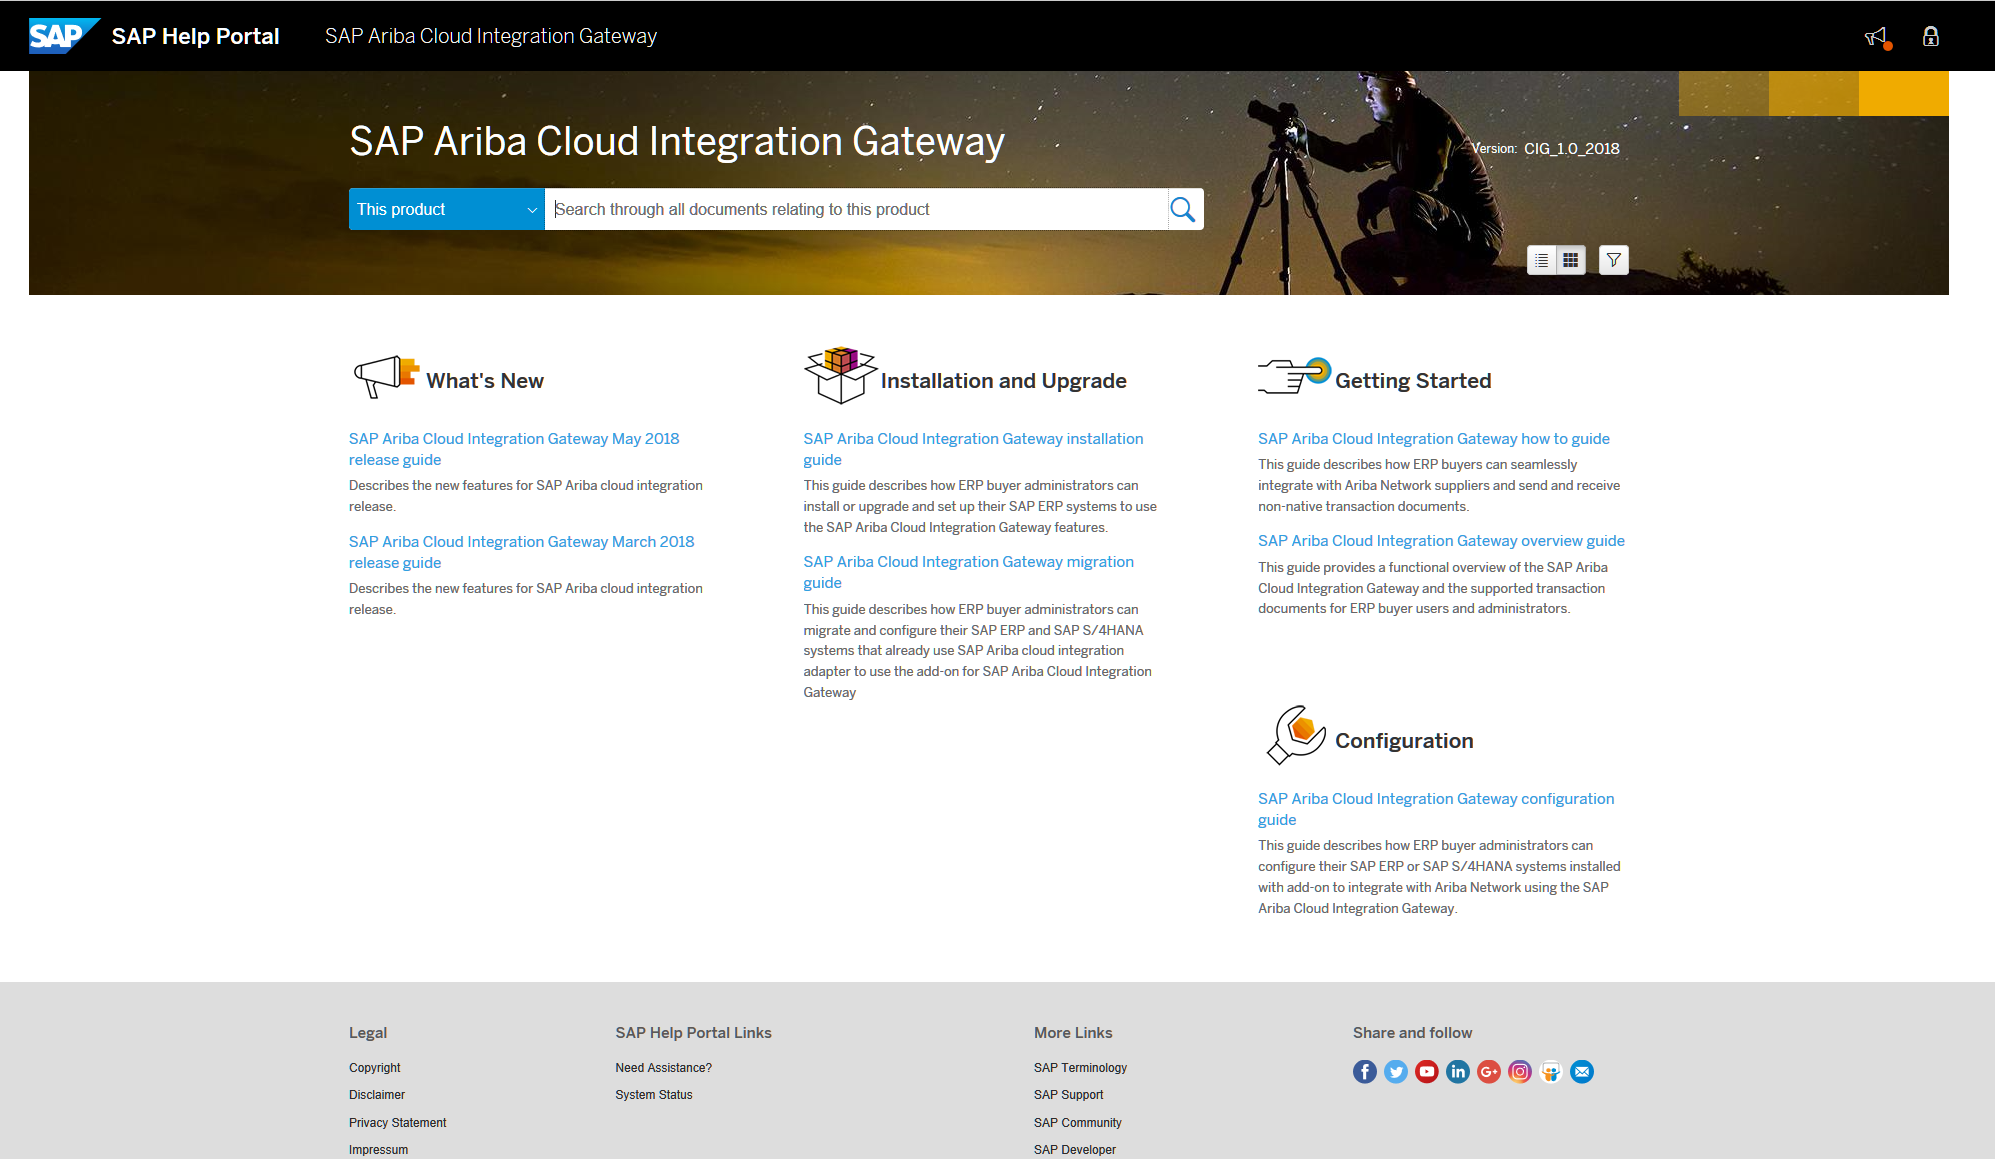 SAP SAP Help Portal SAP Ariba Cloud Integration Gateway
SAP Ariba Cloud Integration Gateway
Version: CIG_1.0_2018
This product
Search through all documents relating to this product
What's New
SAP Ariba Cloud Integration Gateway May 2018
release guide
Describes the new features for SAP Ariba cloud integration
release.
SAP Ariba Cloud Integration Gateway March 2018
release guide
Describes the new features for SAP Ariba cloud integration
release.
Installation and Upgrade
SAP Ariba Cloud Integration Gateway installation
guide
This guide describes how ERP buyer administrators can
install or upgrade and set up their SAP ERP systems to use
the SAP Ariba Cloud Integration Gateway features.
SAP Ariba Cloud Integration Gateway migration
guide
This guide describes how ERP buyer administrators can
migrate and configure their SAP ERP and SAP S/4HANA
systems that already use SAP Ariba cloud integration
adapter to use the add-on for SAP Ariba Cloud Integration
Gateway
Getting Started
SAP Ariba Cloud Integration Gateway how to guide
This guide describes how ERP buyers can seamlessly
integrate with Ariba Network suppliers and send and receive
non-native transaction documents.
SAP Ariba Cloud Integration Gateway overview guide
This guide provides a functional overview of the SAP Ariba
Cloud Integration Gateway and the supported transaction
documents for ERP buyer users and administrators.
Configuration
SAP Ariba Cloud Integration Gateway configuration
guide
This guide describes how ERP buyer administrators can
configure their SAP ERP or SAP S/4HANA systems installed
with add-on to integrate with Ariba Network using the SAP
Ariba Cloud Integration Gateway.
Legal
Copyright
Disclaimer
Privacy Statement
Impressum
SAP Help Portal Links
Need Assistance?
System Status
More Links
SAP Terminology
SAP Support
SAP Community
SAP Developer
Share and follow